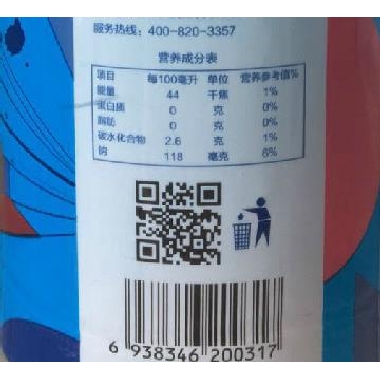 服务热线: 400-820-3357
营养成分表
项目 每100毫升 单位 营养参考值%
能量 44 千焦 1%
蛋白质 0 克 0%
脂肪 0 克 0%
碳水化合物 2.6 克 1%
钠 118 毫克 6%
6 938346 200317